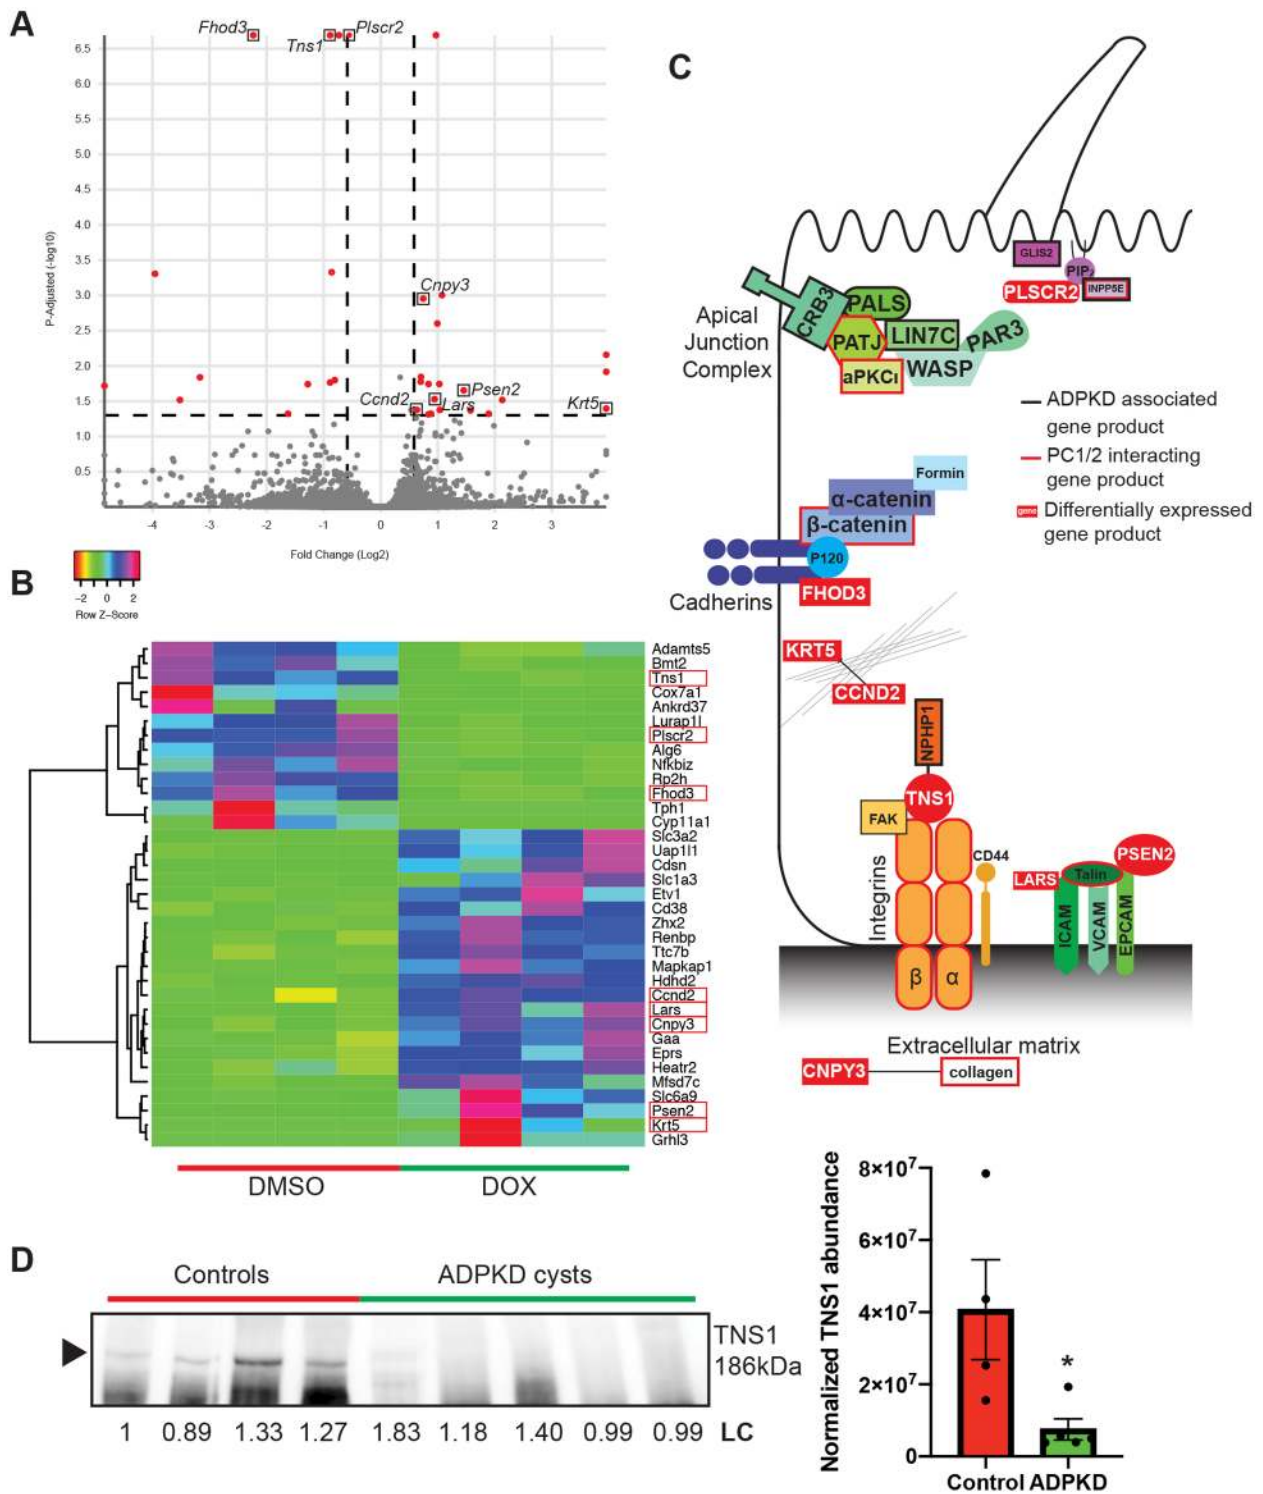 A
Fhod3
Tns1
Plscr2
6.5
6.0
5.5
5.0
4.5
4.0
3.5
3.0
2.5
2.0
1.5
1.0
0.5
P-Adjusted (-log10)
Cnpy3
Ccnd2
Lars
Psen2
Krt5
-4
-3
-2
-1
0
1
2
3
Fold Change (Log2)
B
-2 0 2
Row Z-Score
Adamts5
Bmt2
Tns1
Cox7a1
Ankrd37
Lurap1l
Plscr2
Alg6
Nfkbiz
Rp2h
Fhod3
Tph1
Cyp11a1
Slc3a2
Uap1l1
Cdsn
Slc1a3
Etv1
Cd38
Zhx2
Renbp
Ttc7b
Mapkap1
Hdhd2
Ccnd2
Lars
Cnpy3
Gaa
Eprs
Heatr2
Mfsd7c
Slc6a9
Psen2
Krt5
Grhl3
DMSO
DOX
C
GLIS2
PIP₂
PLSCR2
INPP5E
CRB3
PALS
PATJ
LIN7C
PAR3
WASP
aPKCι
Apical
Junction
Complex
ADPKD associated
gene product
PC1/2 interacting
gene product
gene
Differentially expressed
gene product
Formin
α-catenin
β-catenin
P120
FHOD3
Cadherins
KRT5
CCND2
NPHP1
TNS1
FAK
CD44
Integrins
β
α
LARS
Talin
PSEN2
ICAM
VCAM
EPCAM
Extracellular matrix
CNPY3
collagen
D
Controls
ADPKD cysts
TNS1
186kDa
1 0.89 1.33 1.27 1.83 1.18 1.40 0.99 0.99 LC
Normalized TNS1 abundance
8×10⁷
6×10⁷
4×10⁷
2×10⁷
0
*
Control ADPKD